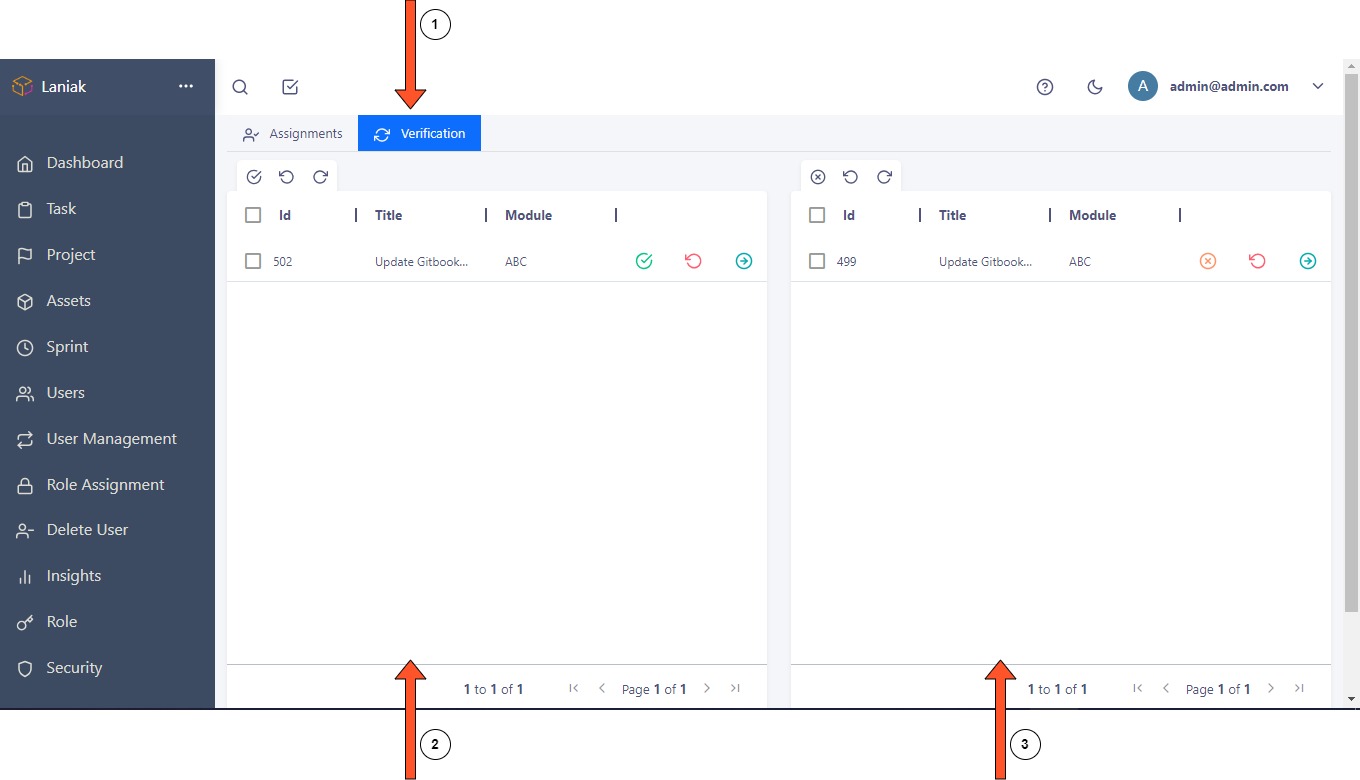 1
Laniak
A
admin@admin.com
Assignments
Verification
Dashboard
Task
Project
Assets
Sprint
Users
User Management
Role Assignment
Delete User
Insights
Role
Security
Id
Title
Module
502
Update Gitbook...
ABC
1 to 1 of 1
Page 1 of 1
Id
Title
Module
499
Update Gitbook...
ABC
1 to 1 of 1
Page 1 of 1
2
3